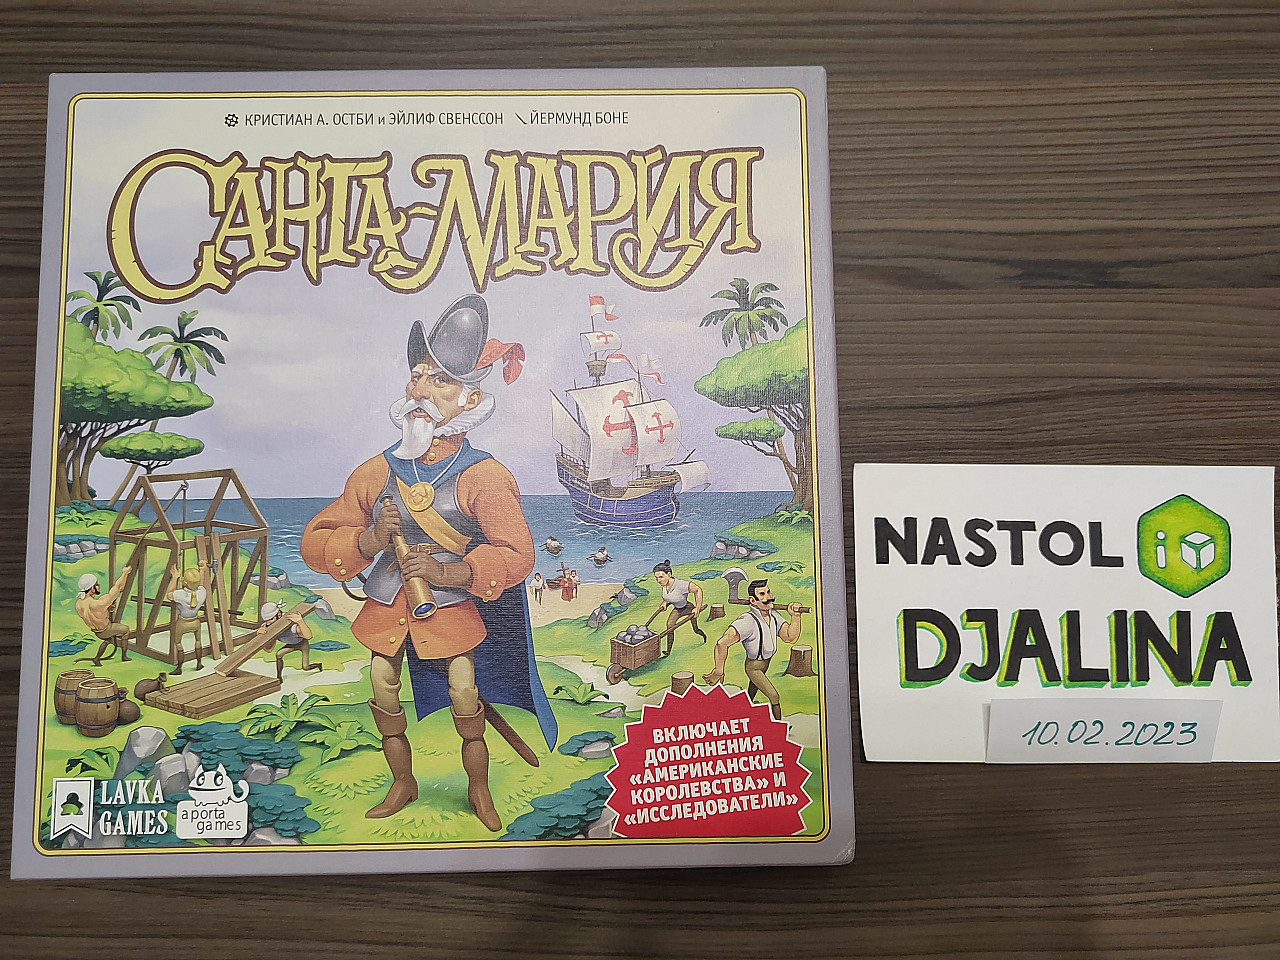 КРИСТИАН А. ОСТБИ и ЭЙЛИФ СВЕНССОН ЙЕРМУНД БОНЕ
САНТА-МАРИЯ
ВКЛЮЧАЕТ
ДОПОЛНЕНИЯ
«АМЕРИКАНСКИЕ
КОРОЛЕВСТВА» И
«ИССЛЕДОВАТЕЛИ»
LAVKA
GAMES
aporta
games
NASTOL i
DJALINA
10.02.2023